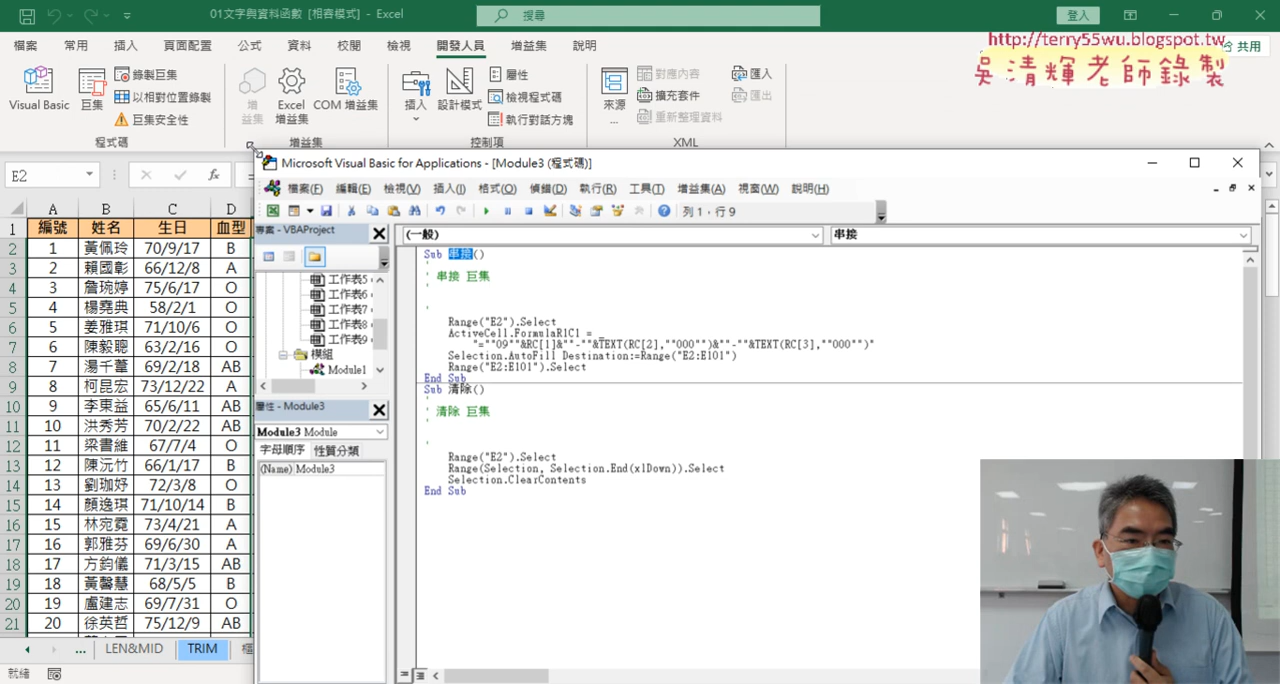 01文字與資料函數 [相容模式] - Excel
搜尋
登入
http://terry55wu.blogspot.tw
吳清輝老師錄製
檔案 常用 插入 頁面配置 公式 資料 校閱 檢視 開發人員 增益集 說明
共用
Visual Basic
巨集
錄製巨集
以相對位置錄製
巨集安全性
程式碼
增益集
Excel 增益集
COM 增益集
增益集
插入
設計模式
屬性
檢視程式碼
執行對話方塊
控制項
來源
對應內容
擴充套件
重新整理資料
匯入
匯出
XML
E2
fx
=
A B C D
1 編號 姓名 生日 血型
2 1 黃佩玲 70/9/17 B
3 2 賴國彰 66/12/8 A
4 3 詹琬婷 75/6/17 O
5 4 楊堯典 58/2/1 O
6 5 姜雅琪 71/10/6 O
7 6 陳毅聰 63/2/16 O
8 7 湯千葦 69/2/18 AB
9 8 柯昆宏 73/12/22 A
10 9 李東益 65/6/11 AB
11 10 洪秀芳 70/2/22 AB
12 11 梁書維 67/7/4 O
13 12 陳沅竹 66/1/17 B
14 13 劉珈妤 72/3/8 O
15 14 顏逸琪 71/10/14 B
16 15 林宛霓 73/4/21 A
17 16 郭雅芬 69/6/30 A
18 17 方鈞儀 71/3/15 AB
19 18 黃馨慧 68/5/5 B
20 19 盧建志 69/7/31 O
21 20 徐英哲 75/12/9 AB
... LEN&MID TRIM
就緒
Microsoft Visual Basic for Applications - [Module3 (程式碼)]
檔案(F) 編輯(E) 檢視(V) 插入(I) 格式(O) 偵錯(D) 執行(R) 工具(T) 增益集(A) 視窗(W) 說明(H)
列 1，行 9
專案 - VBAProject
工作表5
工作表6
工作表7
工作表8
工作表9
模組
Module1
屬性 - Module3
Module3 Module
字母順序 性質分類
(Name) Module3
(一般) 串接
Sub 串接()
'
' 串接 巨集
'
'
Range("E2").Select
ActiveCell.FormulaR1C1 = _
"=""09""&RC[1]&""-""&TEXT(RC[2],""000"")&""-""&TEXT(RC[3],""000"")"
Selection.AutoFill Destination:=Range("E2:E101")
Range("E2:E101").Select
End Sub
Sub 清除()
'
' 清除 巨集
'
'
Range("E2").Select
Range(Selection, Selection.End(xlDown)).Select
Selection.ClearContents
End Sub